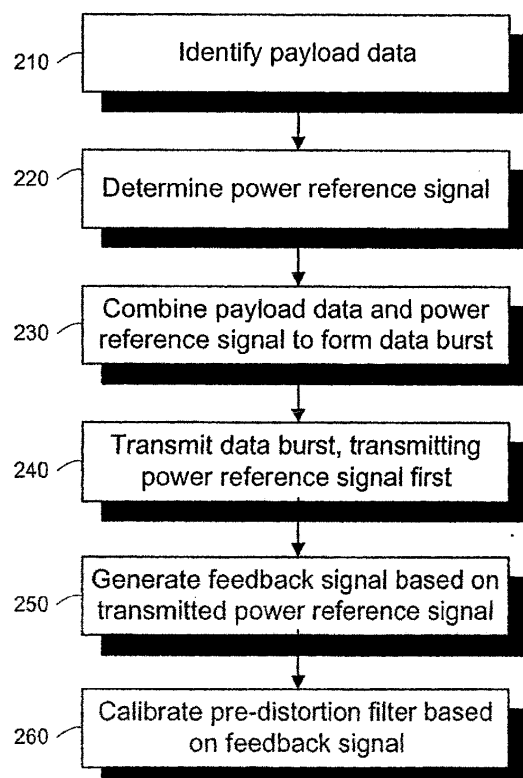 210
Identify payload data
220
Determine power reference signal
230
Combine payload data and power
reference signal to form data burst
240
Transmit data burst, transmitting
power reference signal first
250
Generate feedback signal based on
transmitted power reference signal
260
Calibrate pre-distortion filter based
on feedback signal